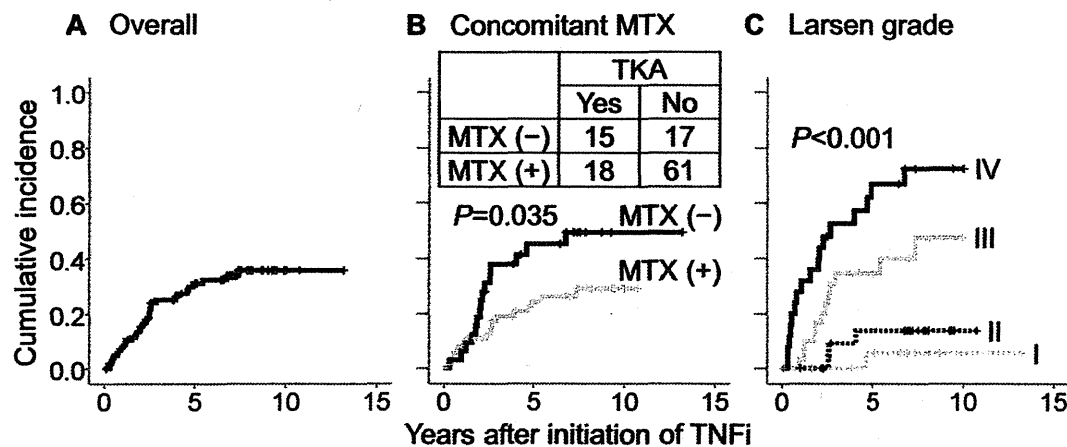 A Overall
Cumulative incidence
1.0
0.8
0.6
0.4
0.2
0.0
0 5 10 15
B Concomitant MTX
TKA
Yes No
MTX (−) 15 17
MTX (+) 18 61
P=0.035
MTX (−)
MTX (+)
0 5 10 15
Years after initiation of TNFi
C Larsen grade
P<0.001
IV
III
II
I
0 5 10 15